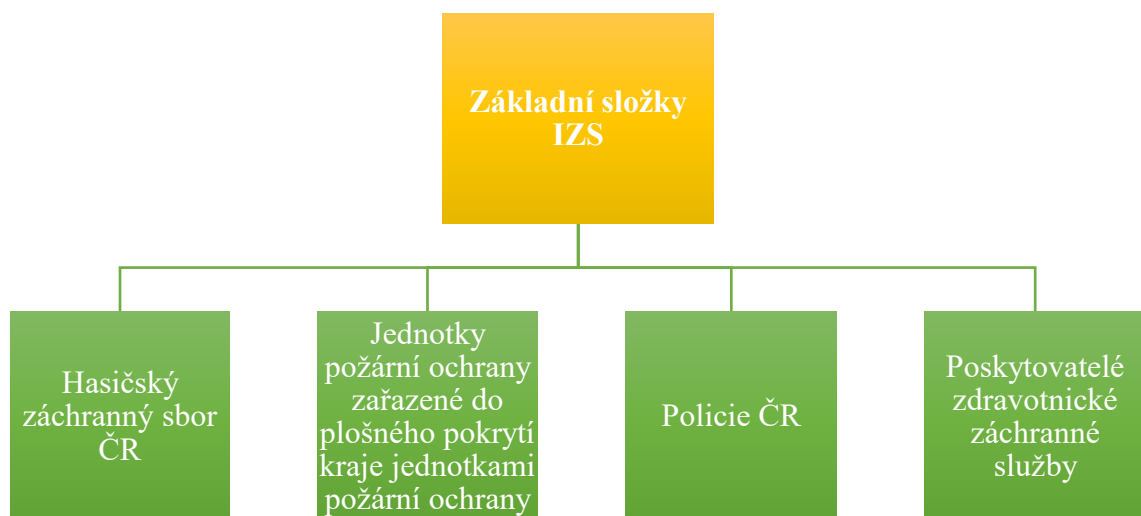 Základní složky
IZS
Hasičský
záchranný sbor
ČR
Jednotky
požární ochrany
zařazené do
plošného pokrytí
kraje jednotkami
požární ochrany
Policie ČR
Poskytovatelé
zdravotnické
záchranné
služby